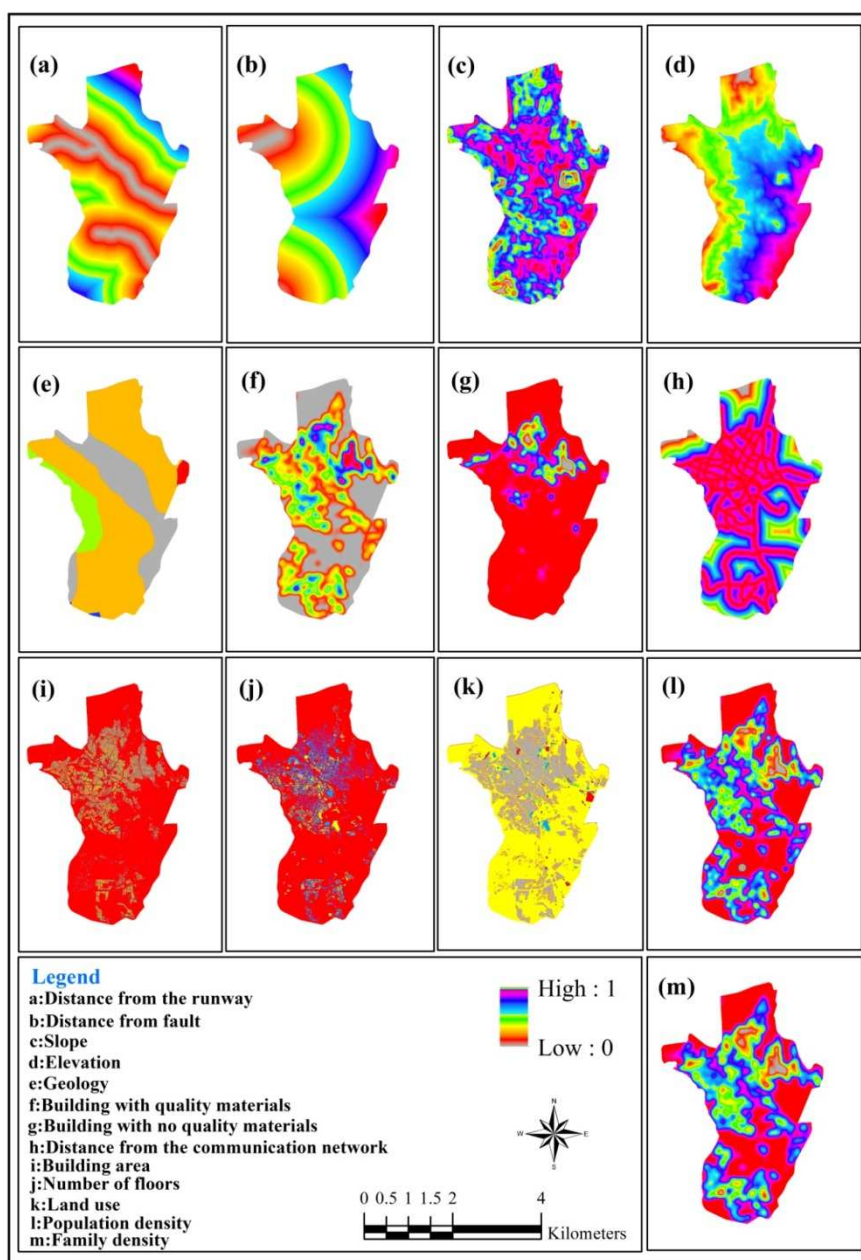 (a)
(b)
(c)
(d)
(e)
(f)
(g)
(h)
(i)
(j)
(k)
(l)
Legend
a:Distance from the runway
b:Distance from fault
c:Slope
d:Elevation
e:Geology
f:Building with quality materials
g:Building with no quality materials
h:Distance from the communication network
i:Building area
j:Number of floors
k:Land use
l:Population density
m:Family density
High : 1
Low : 0
N
W
E
S
0 0.5 1 1.5 2 4
Kilometers
(m)